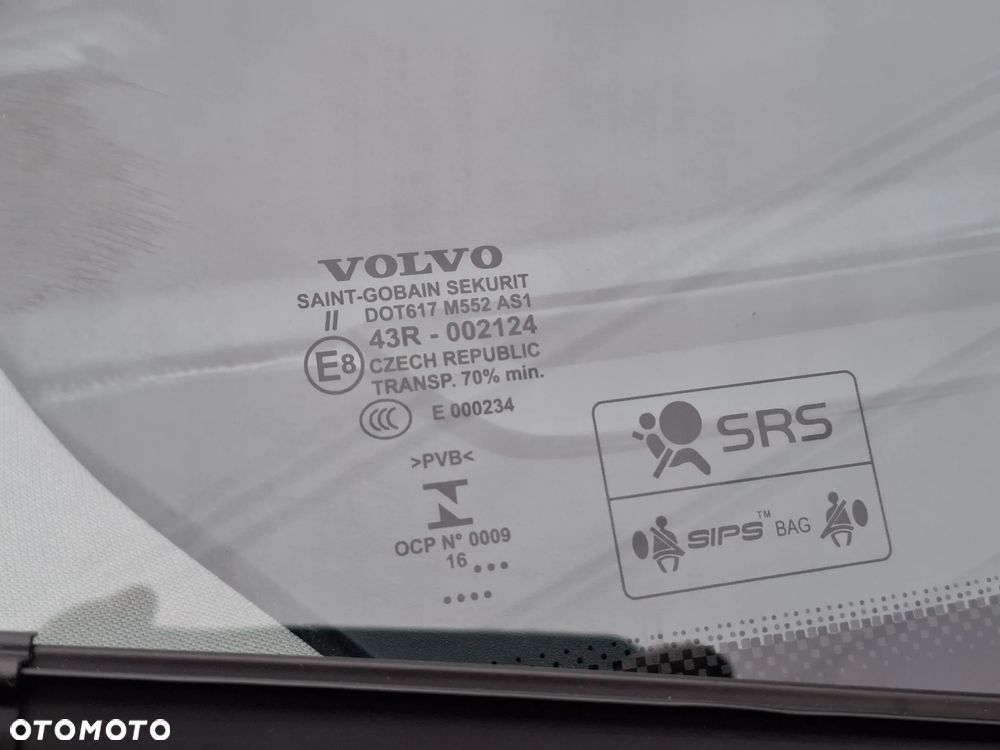 VOLVO
SAINT-GOBAIN SEKURIT
II DOT617 M552 AS1
43R - 002124
E8 CZECH REPUBLIC
TRANSP. 70% min.
CCC E 000234
>PVB<
OCP N° 0009
16 ...
....
SRS
SIPS™ BAG
OTOMOTO